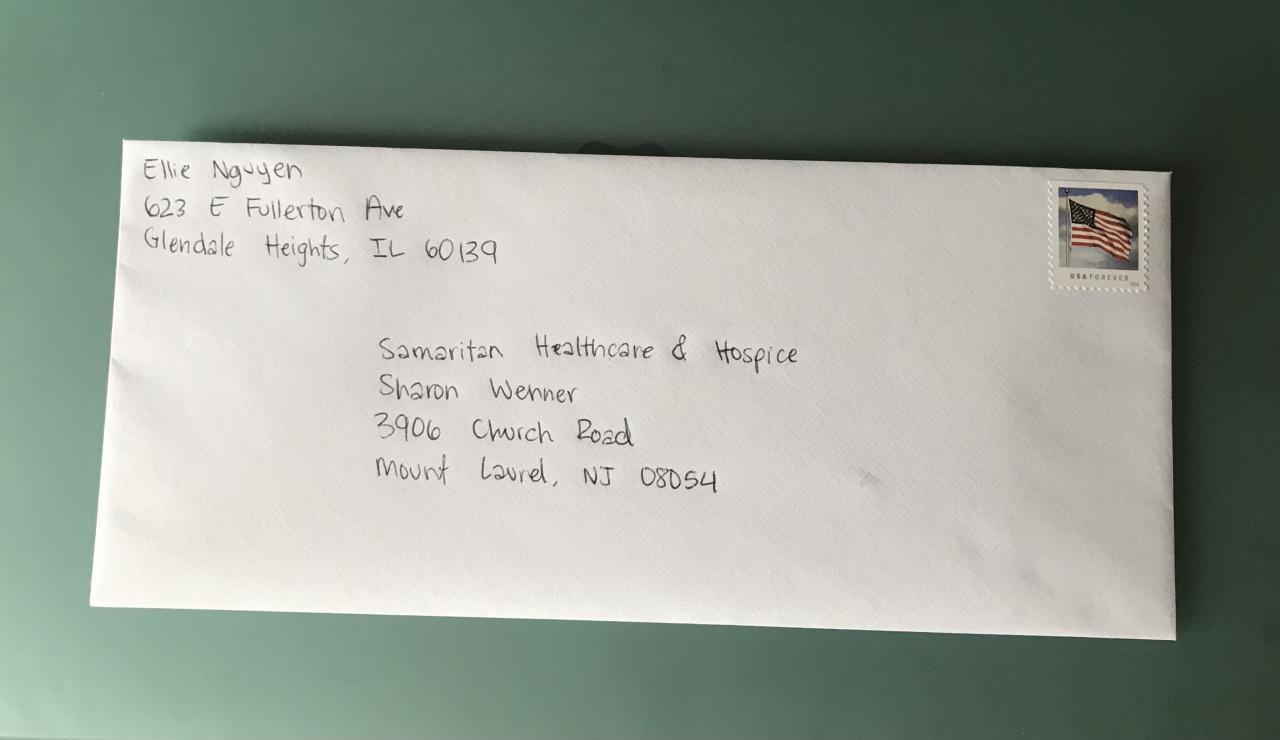 Ellie Nguyen
623 E Fullerton Ave
Glendale Heights, IL 60139
USA FOREVER
Samaritan Healthcare & Hospice
Sharon Wenner
3906 Church Road
Mount Laurel, NJ 08054